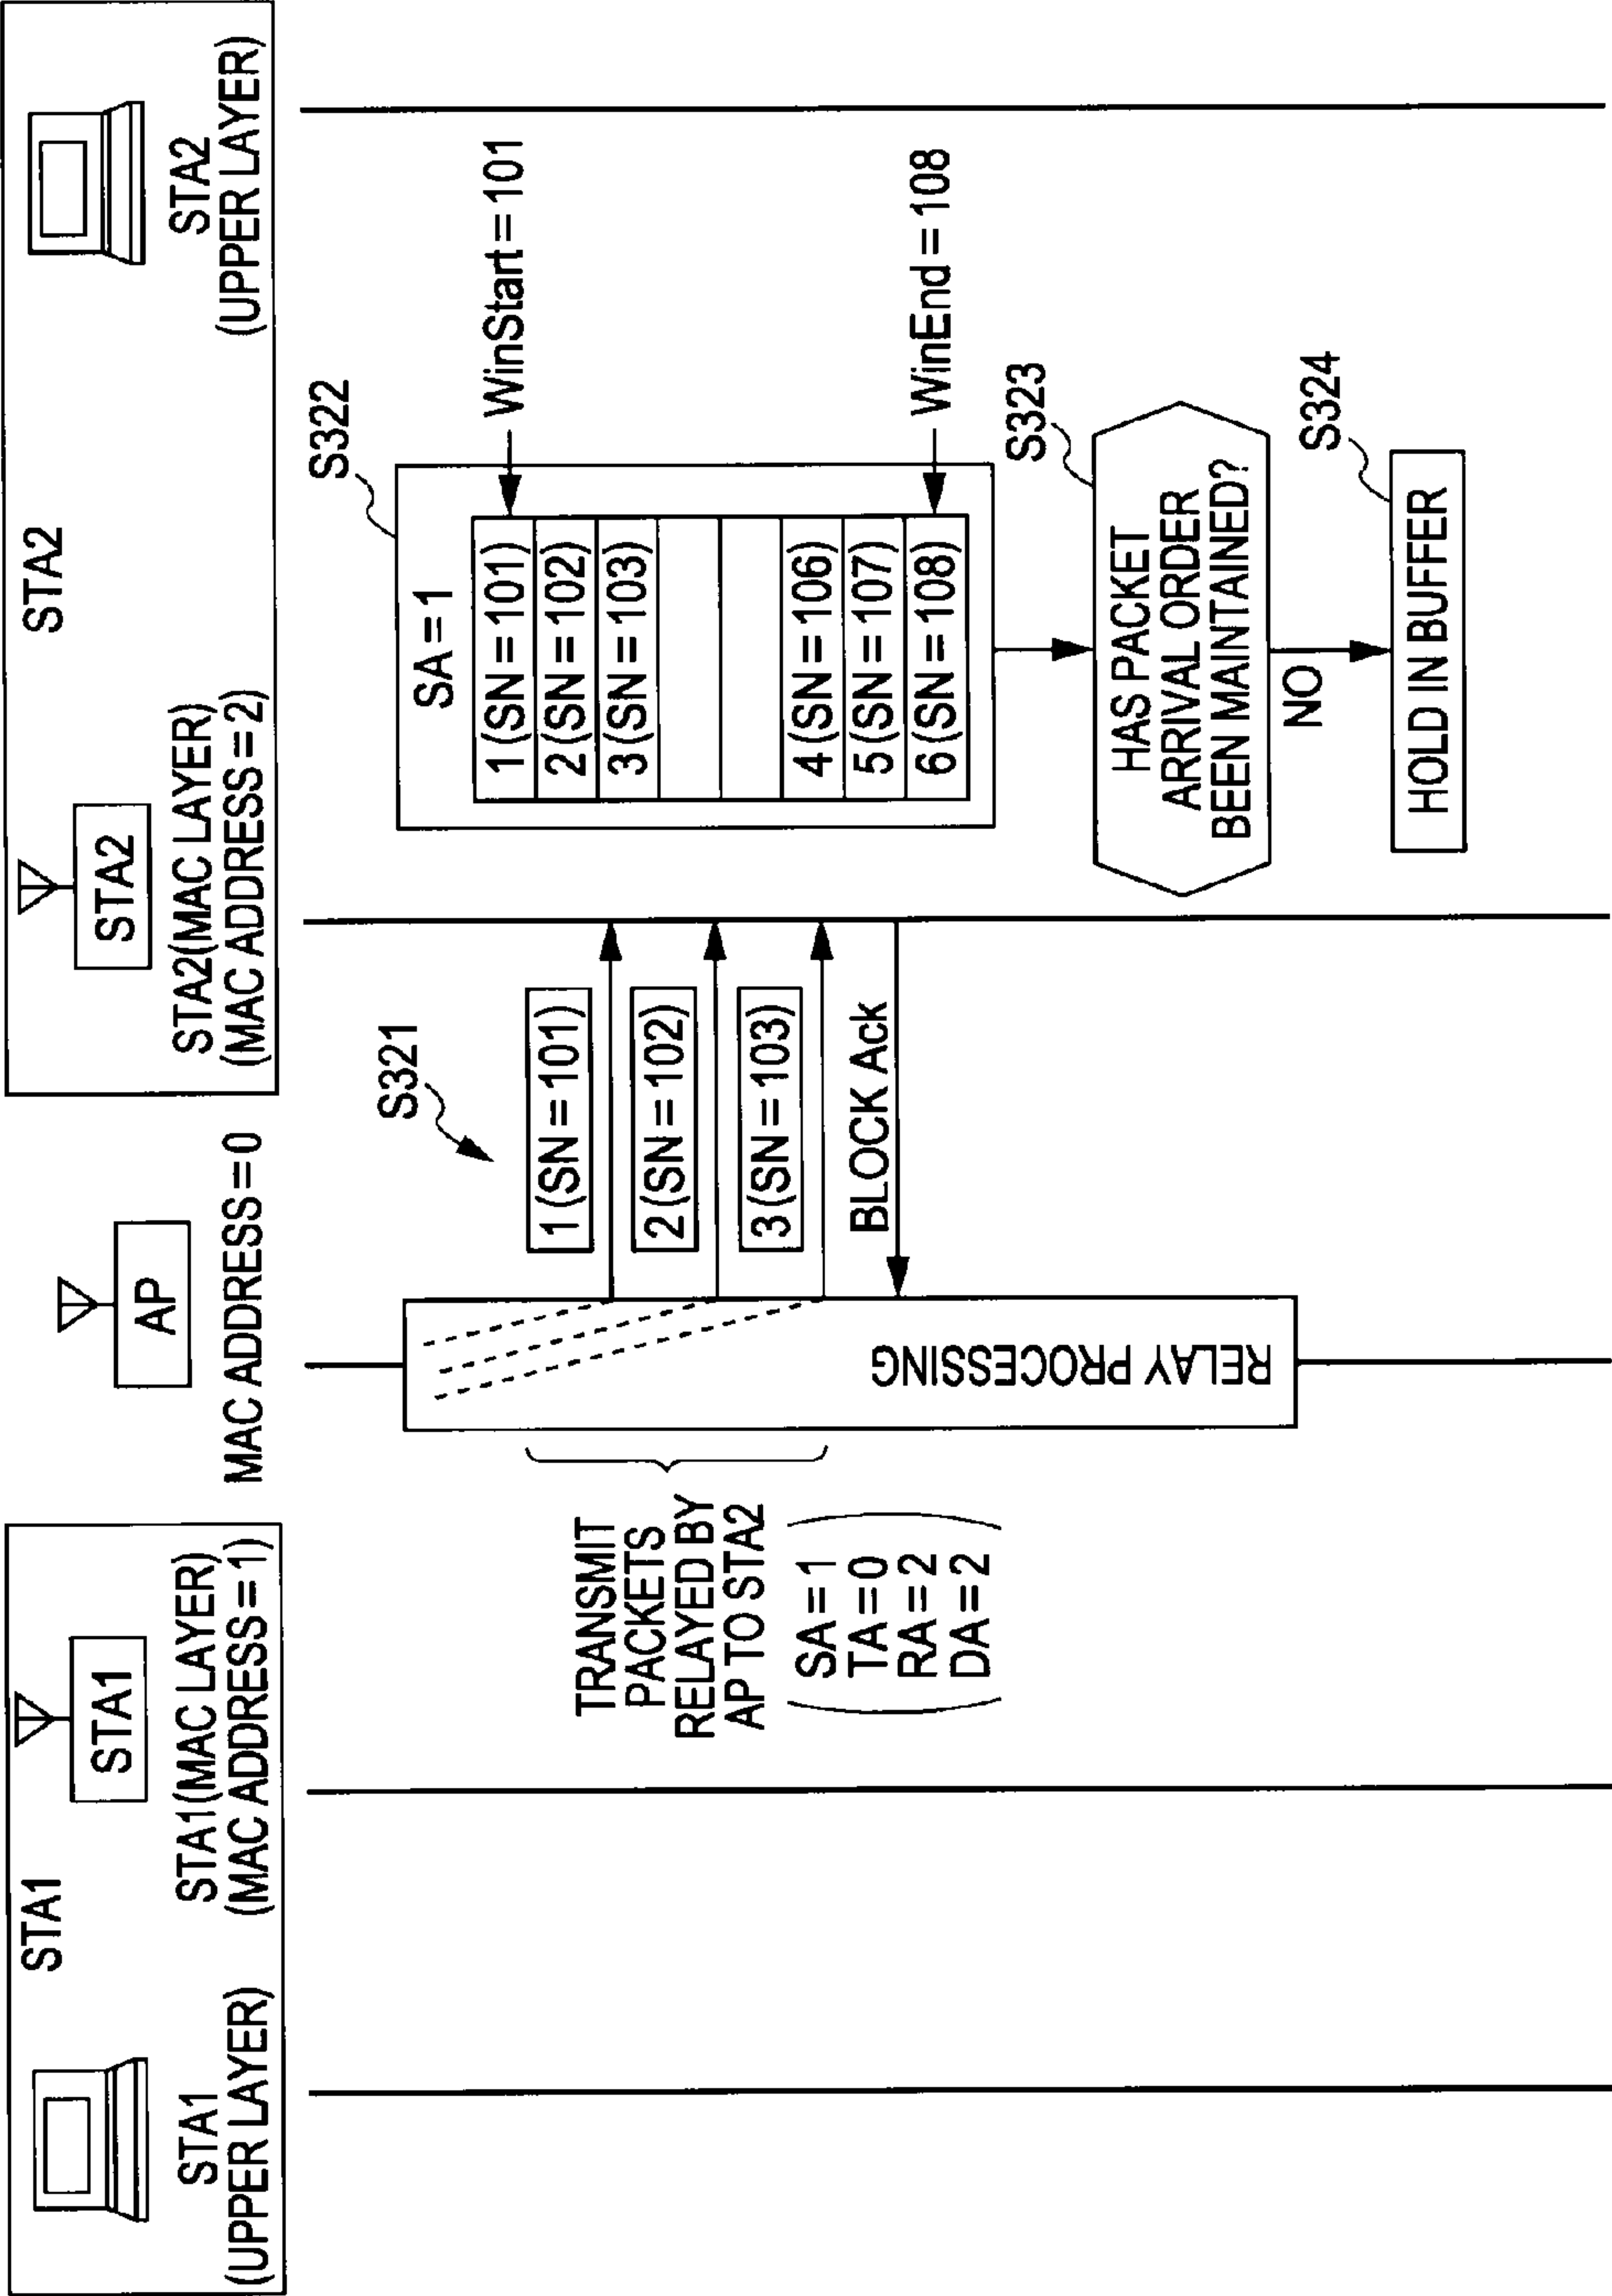 STA1
STA1
(UPPER LAYER)
STA1
STA1(MAC LAYER)
(MAC ADDRESS=1)
AP
MAC ADDRESS=0
STA2
STA2
STA2(MAC LAYER)
(MAC ADDRESS=2)
STA2
(UPPER LAYER)
TRANSMIT
PACKETS
RELAYED BY
AP TO STA2
SA=1
TA=0
RA=2
DA=2
RELAY PROCESSING
S321
1(SN=101)
2(SN=102)
3(SN=103)
BLOCK Ack
S322
SA=1
1(SN=101)
2(SN=102)
3(SN=103)
4(SN=106)
5(SN=107)
6(SN=108)
WinStart=101
WinEnd=108
S323
HAS PACKET
ARRIVAL ORDER
BEEN MAINTAINED?
NO
S324
HOLD IN BUFFER